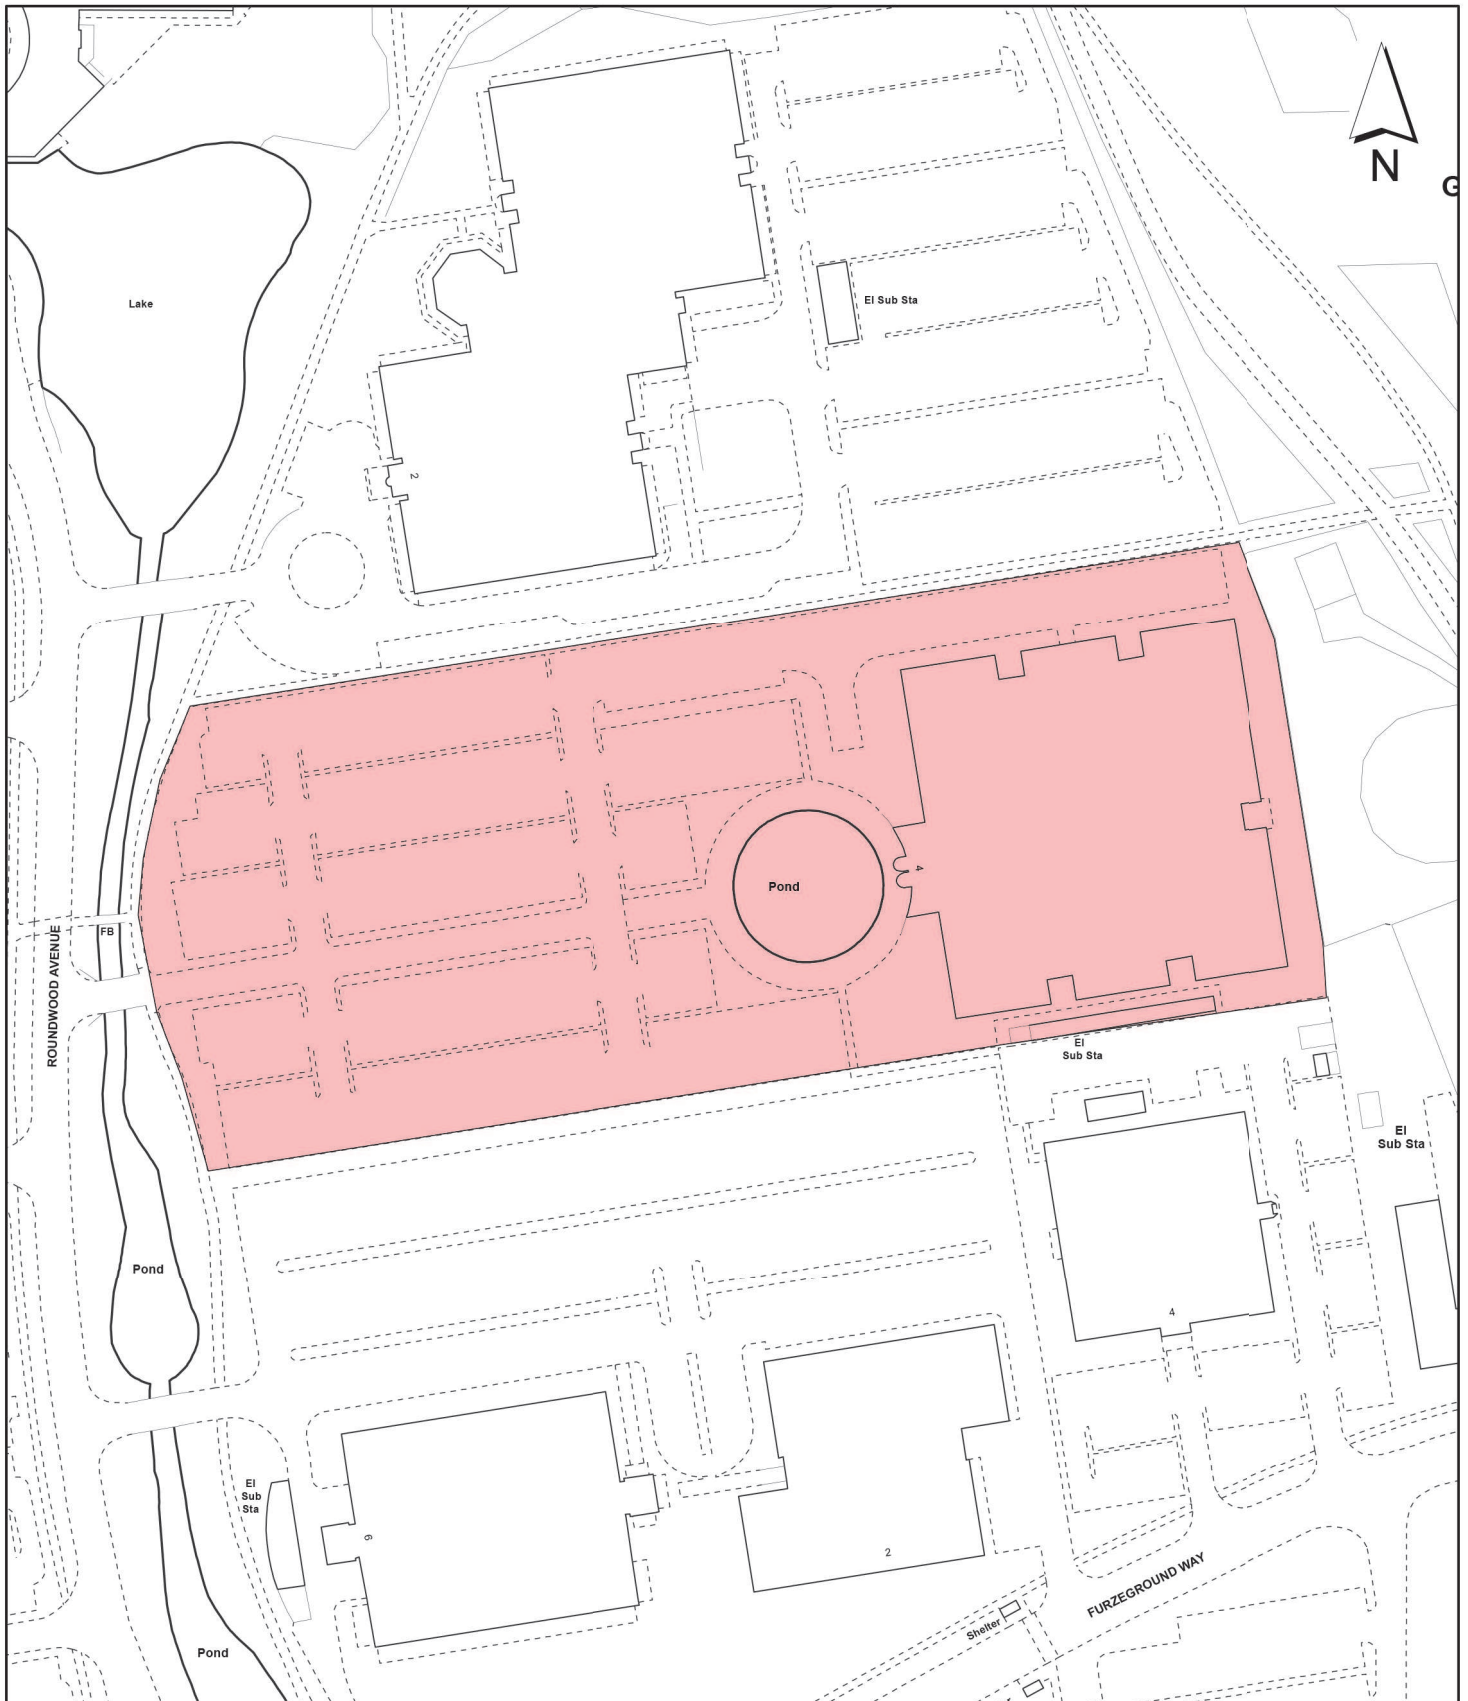 N
G
Lake
El Sub Sta
2
Pond
4
FB
ROUNDWOOD AVENUE
El
Sub Sta
El
Sub Sta
Pond
4
El
Sub
Sta
6
2
FURZEGROUND WAY
Shelter
Pond